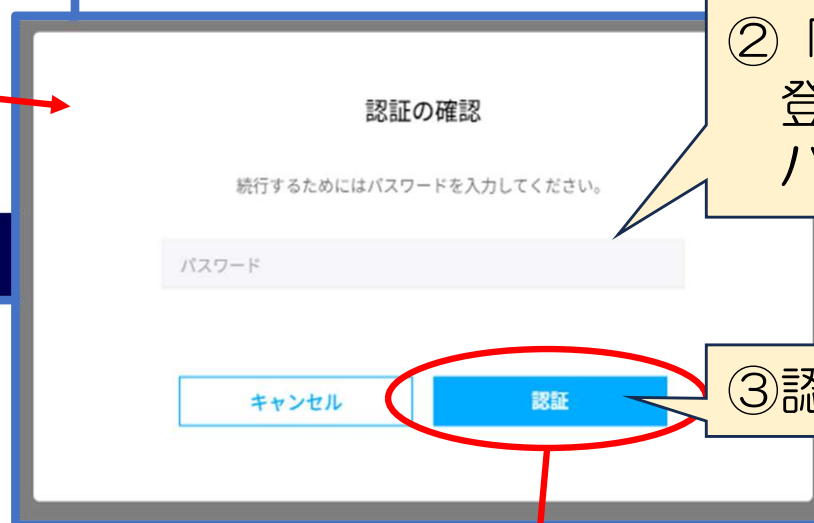 認証の確認
続行するためにはパスワードを入力してください。
パスワード
キャンセル
認証
②「
登
パ
③認